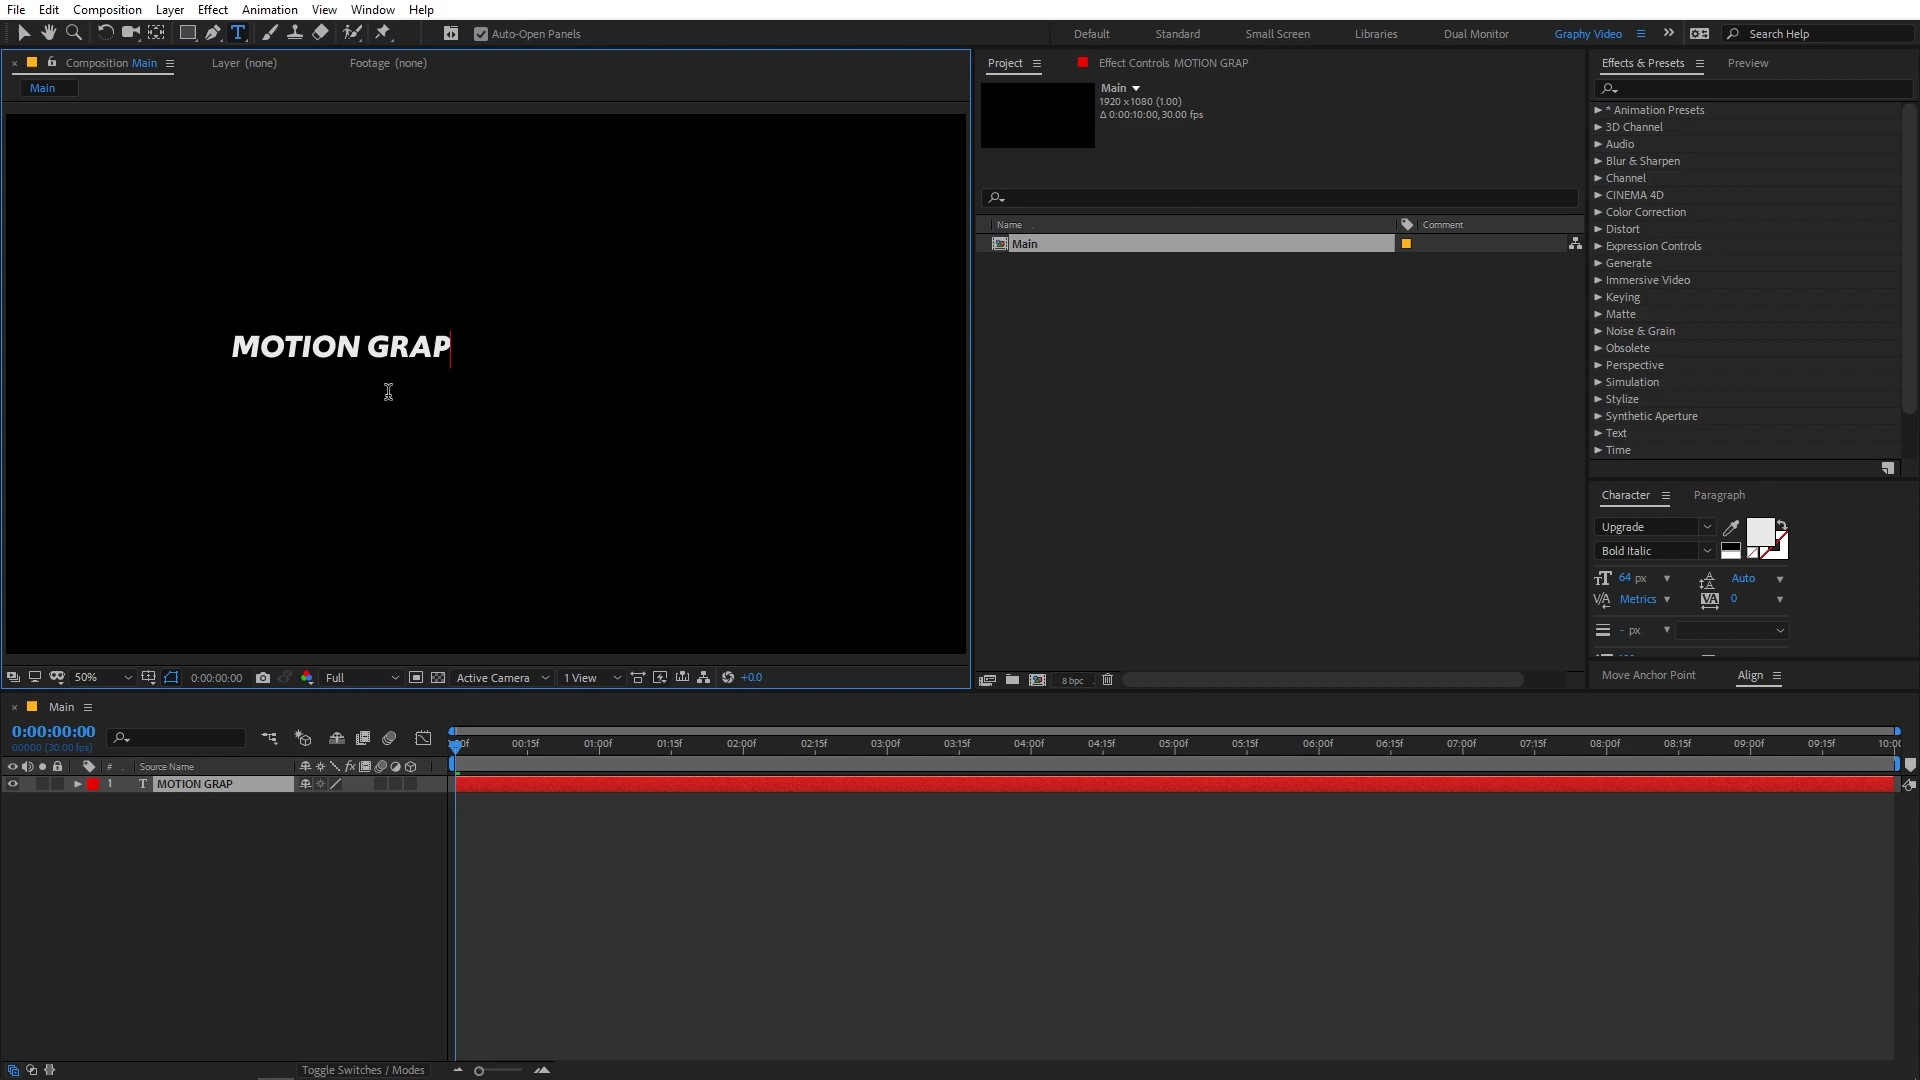 File Edit Composition Layer Effect Animation View Window Help
Auto-Open Panels
Default Standard Small Screen Libraries Dual Monitor Graphy Video Search Help
Composition Main Layer (none) Footage (none)
Main
MOTION GRAP
50% 0:00:00:00 Full Active Camera 1 View +0.0
Project Effect Controls MOTION GRAP
Main
1920 x1080 (1.00)
Δ 0:00:10:00, 30.00 fps
Name Comment
Main
8 bpc
Effects & Presets Preview
* Animation Presets
3D Channel
Audio
Blur & Sharpen
Channel
CINEMA 4D
Color Correction
Distort
Expression Controls
Generate
Immersive Video
Keying
Matte
Noise & Grain
Obsolete
Perspective
Simulation
Stylize
Synthetic Aperture
Text
Time
Character Paragraph
Upgrade
Bold Italic
64 px Auto
Metrics 0
- px
Move Anchor Point Align
Main
0:00:00:00
00000 (30.00 fps)
00:15f 01:00f 01:15f 02:00f 02:15f 03:00f 03:15f 04:00f 04:15f 05:00f 05:15f 06:00f 06:15f 07:00f 07:15f 08:00f 08:15f 09:00f 09:15f 10:00
# Source Name
1 T MOTION GRAP
Toggle Switches / Modes